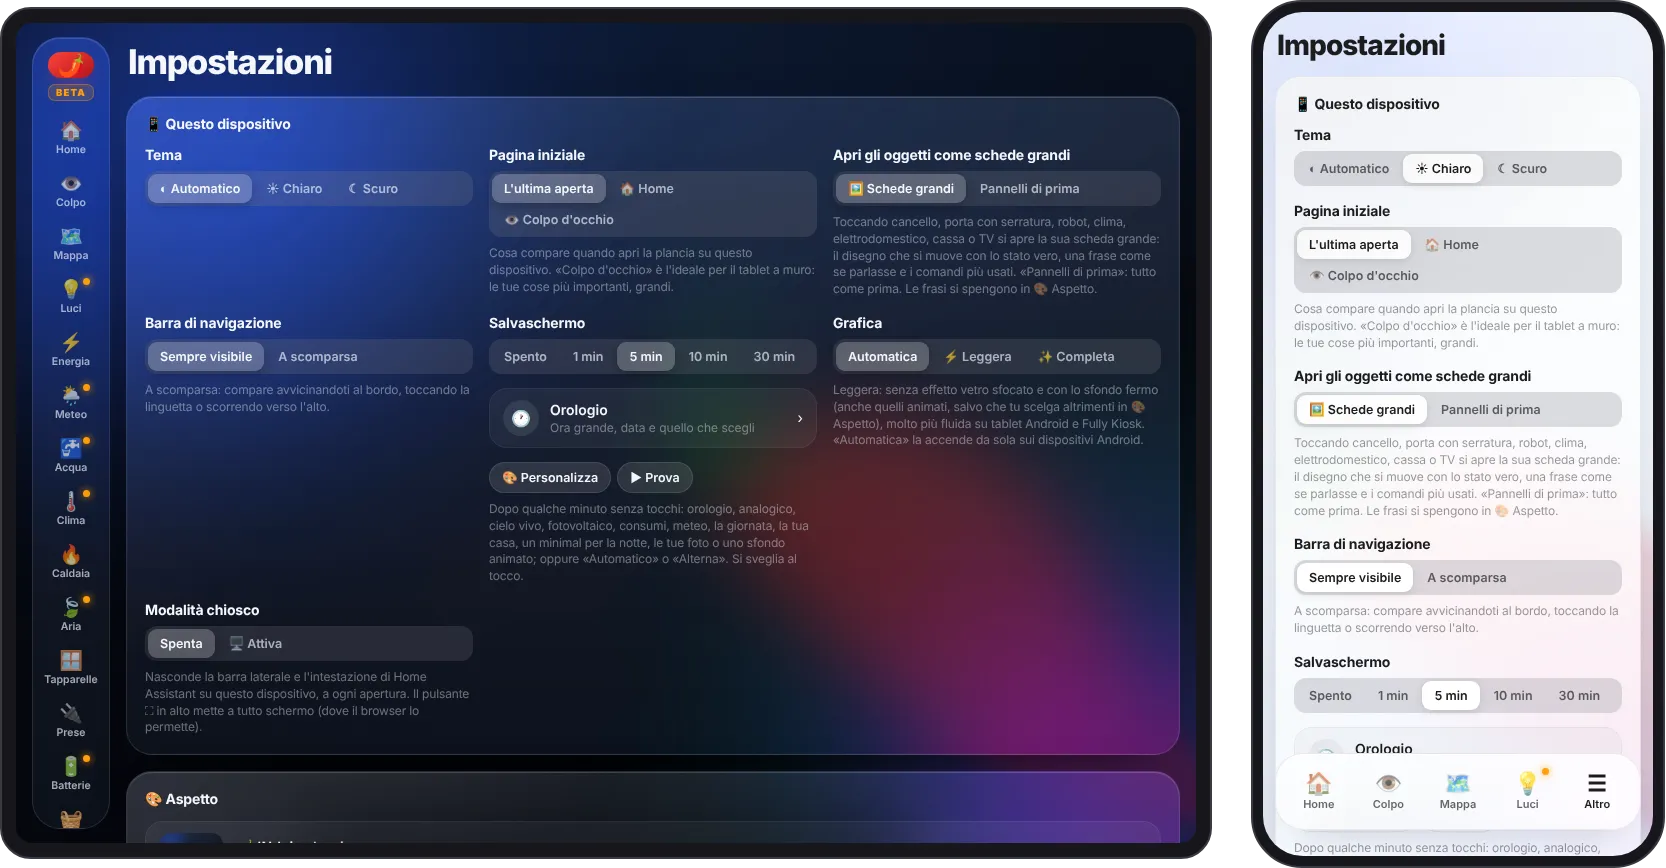 Impostazioni
BETA
Home
Colpo
Mappa
Luci
Energia
Meteo
Acqua
Clima
Caldaia
Aria
Tapparelle
Prese
Batterie
Questo dispositivo
Tema
Automatico
Chiaro
Scuro
Pagina iniziale
L'ultima aperta
Home
Colpo d'occhio
Cosa compare quando apri la plancia su questo
dispositivo. «Colpo d'occhio» è l'ideale per il tablet a muro:
le tue cose più importanti, grandi.
Apri gli oggetti come schede grandi
Schede grandi
Pannelli di prima
Toccando cancello, porta con serratura, robot, clima,
elettrodomestico, cassa o TV si apre la sua scheda grande:
il disegno che si muove con lo stato vero, una frase come
se parlasse e i comandi più usati. «Pannelli di prima»: tutto
come prima. Le frasi si spengono in 🎨 Aspetto.
Barra di navigazione
Sempre visibile
A scomparsa
A scomparsa: compare avvicinandoti al bordo, toccando la
linguetta o scorrendo verso l'alto.
Salvaschermo
Spento
1 min
5 min
10 min
30 min
Orologio
Ora grande, data e quello che scegli
Personalizza
Prova
Dopo qualche minuto senza tocchi: orologio, analogico,
cielo vivo, fotovoltaico, consumi, meteo, la giornata, la tua
casa, un minimal per la notte, le tue foto o uno sfondo
animato; oppure «Automatico» o «Alterna». Si sveglia al
tocco.
Grafica
Automatica
Leggera
Completa
Leggera: senza effetto vetro sfocato e con lo sfondo fermo
(anche quelli animati, salvo che tu scelga altrimenti in 🎨
Aspetto), molto più fluida su tablet Android e Fully Kiosk.
«Automatica» la accende da sola sui dispositivi Android.
Modalità chiosco
Spenta
Attiva
Nasconde la barra laterale e l'intestazione di Home
Assistant su questo dispositivo, a ogni apertura. Il pulsante
⛶ in alto mette a tutto schermo (dove il browser lo
permette).
Aspetto
Impostazioni
Questo dispositivo
Tema
Automatico
Chiaro
Scuro
Pagina iniziale
L'ultima aperta
Home
Colpo d'occhio
Cosa compare quando apri la plancia su questo
dispositivo. «Colpo d'occhio» è l'ideale per il tablet a muro:
le tue cose più importanti, grandi.
Apri gli oggetti come schede grandi
Schede grandi
Pannelli di prima
Toccando cancello, porta con serratura, robot, clima,
elettrodomestico, cassa o TV si apre la sua scheda grande:
il disegno che si muove con lo stato vero, una frase come
se parlasse e i comandi più usati. «Pannelli di prima»: tutto
come prima. Le frasi si spengono in 🎨 Aspetto.
Barra di navigazione
Sempre visibile
A scomparsa
A scomparsa: compare avvicinandoti al bordo, toccando la
linguetta o scorrendo verso l'alto.
Salvaschermo
Spento
1 min
5 min
10 min
30 min
Orologio
Home
Colpo
Mappa
Luci
Altro
Dopo qualche minuto senza tocchi: orologio, analogico,